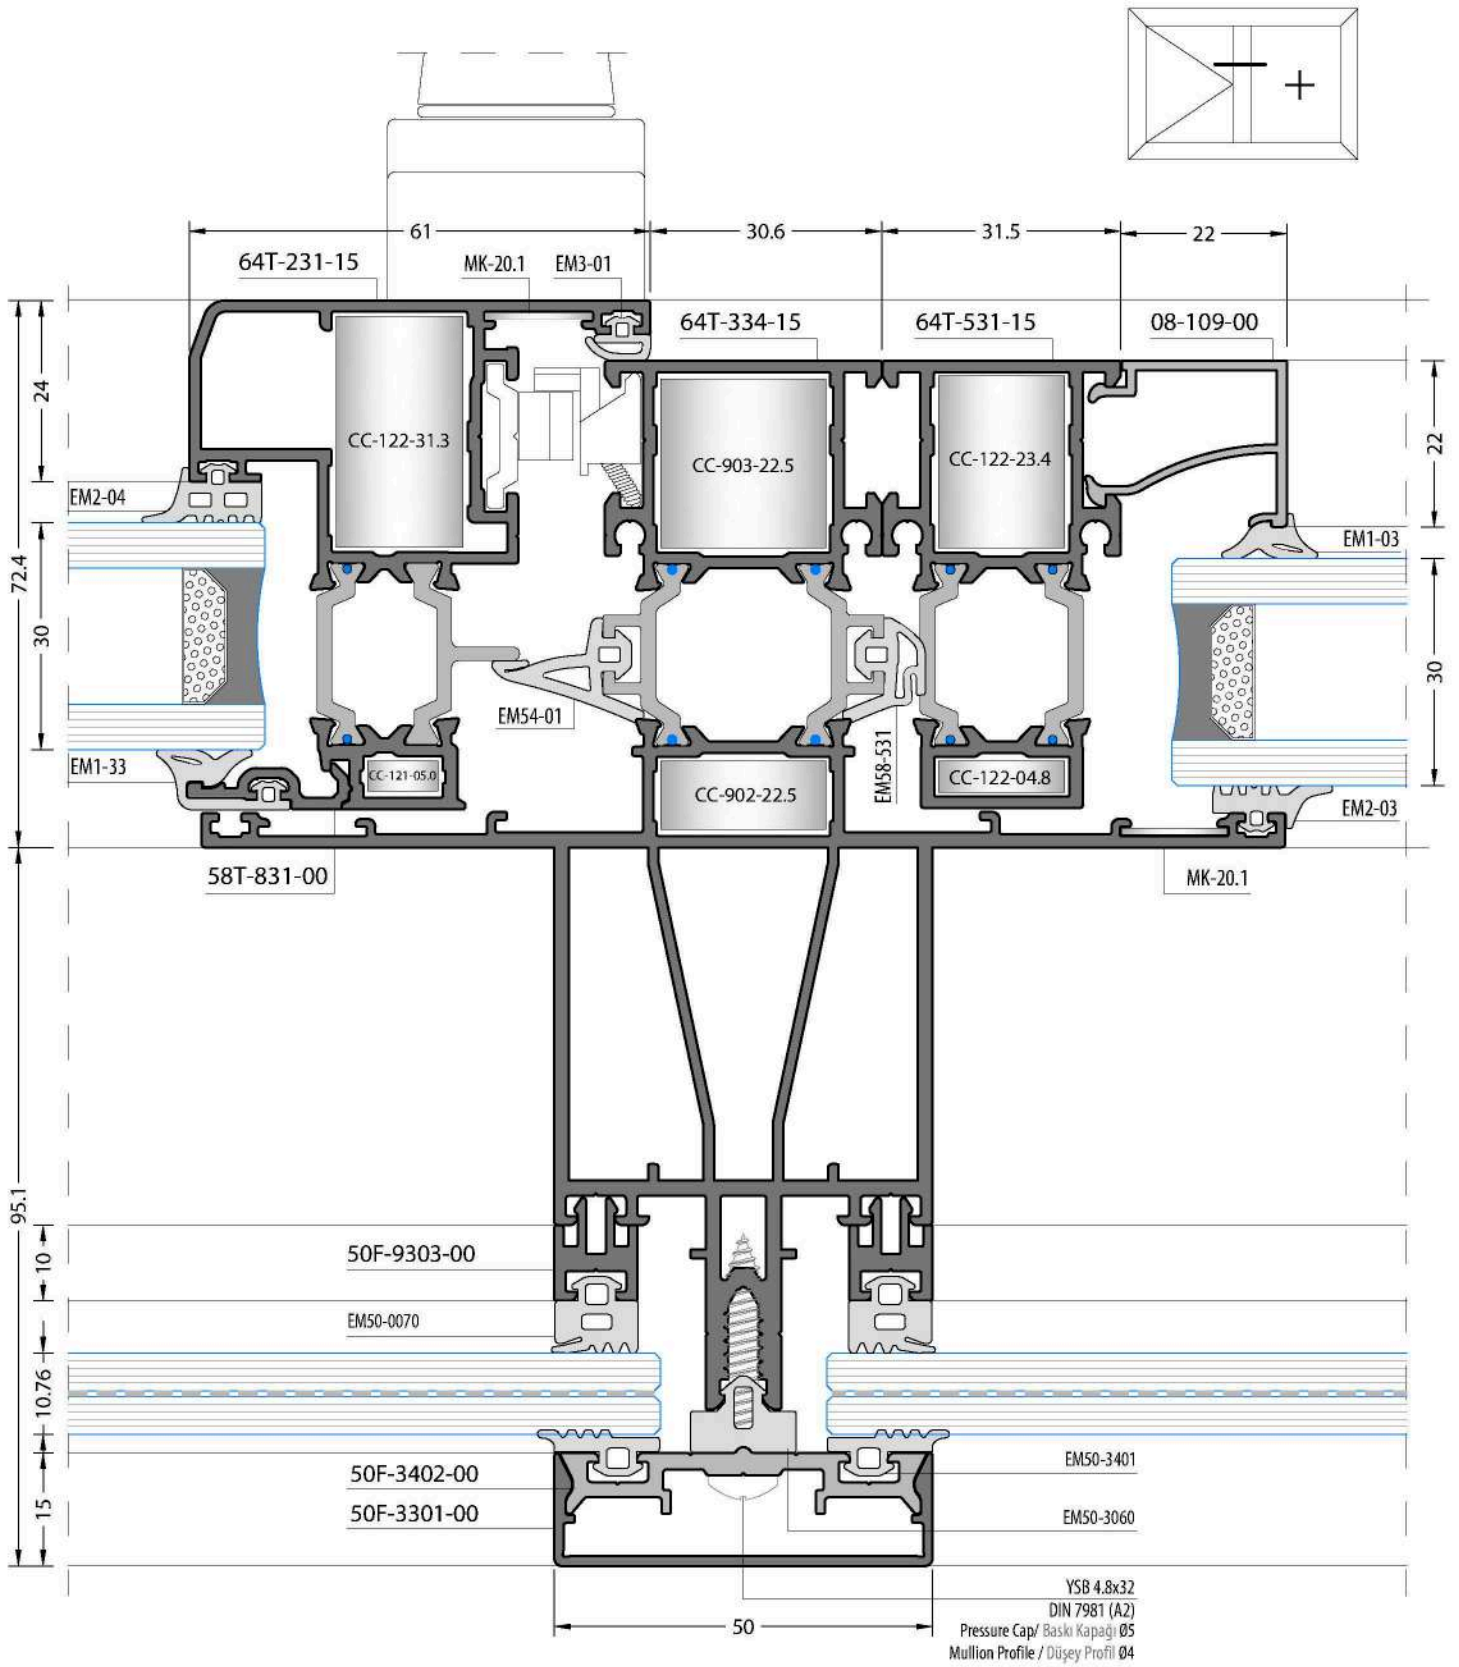 61
30.6
31.5
22
64T-231-15
MK-20.1
EM3-01
64T-334-15
64T-531-15
08-109-00
24
22
CC-122-31.3
CC-903-22.5
CC-122-23.4
EM2-04
EM1-03
72.4
30
30
EM54-01
EM58-531
EM1-33
CC-121-05.0
CC-902-22.5
CC-122-04.8
EM2-03
58T-831-00
MK-20.1
95.1
10
50F-9303-00
EM50-0070
10.76
50F-3402-00
EM50-3401
15
50F-3301-00
EM50-3060
YSB 4.8x32
DIN 7981 (A2)
50
Pressure Cap/ Baskı Kapağı Ø5
Mullion Profile / Düşey Profil Ø4